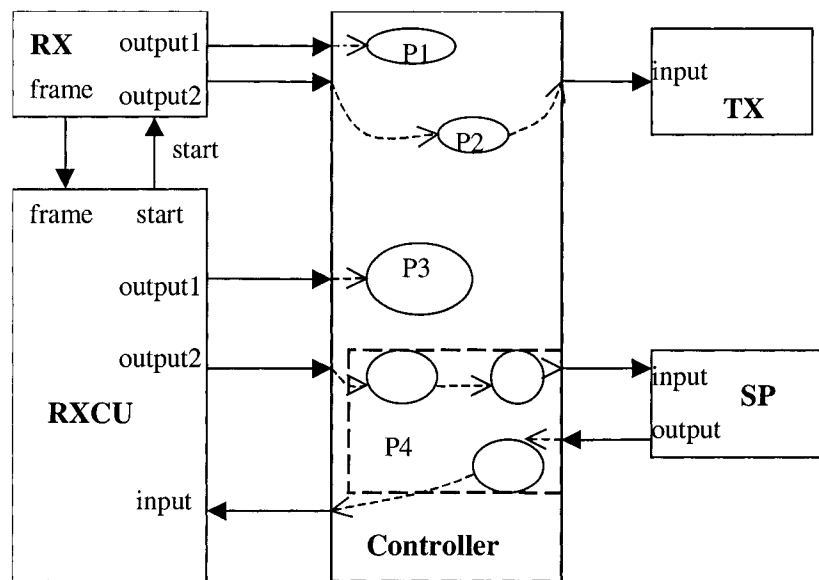 RX
output1
frame
output2
start
frame
start
output1
output2
RXCU
input
P1
P2
P3
P4
Controller
input
TX
input
SP
output